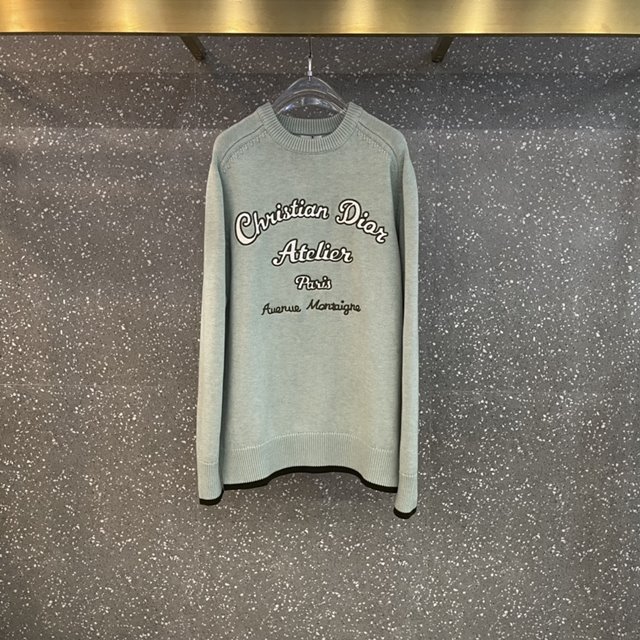 Christian Dior
Atelier
Paris
Avenue Montaigne